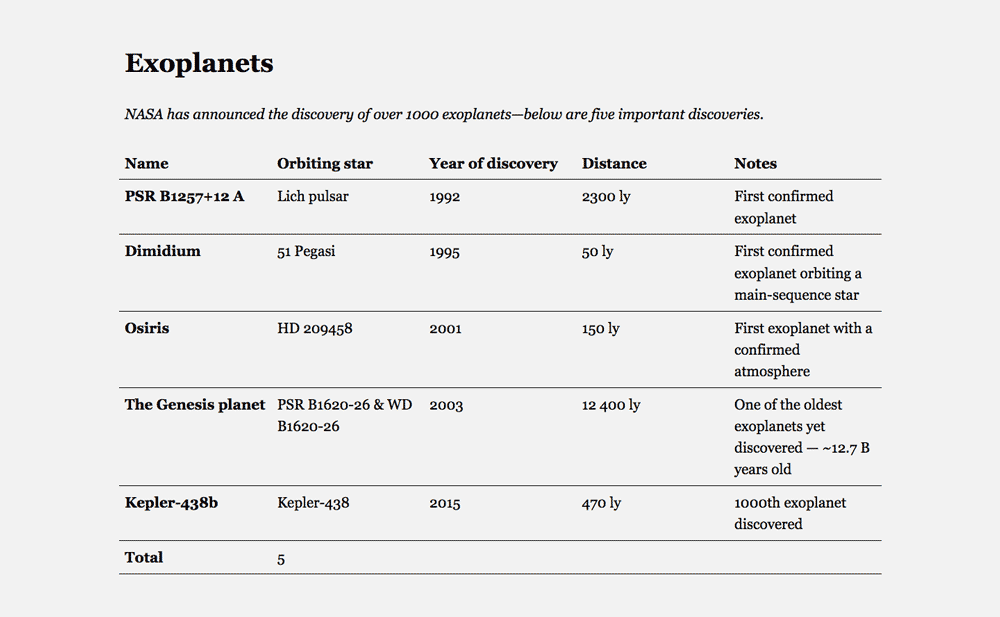 Exoplanets
NASA has announced the discovery of over 1000 exoplanets—below are five important discoveries.
Name Orbiting star Year of discovery Distance Notes
PSR B1257+12 A Lich pulsar 1992 2300 ly First confirmed
exoplanet
Dimidium 51 Pegasi 1995 50 ly First confirmed
exoplanet orbiting a
main-sequence star
Osiris HD 209458 2001 150 ly First exoplanet with a
confirmed
atmosphere
The Genesis planet PSR B1620-26 & WD 2003 12 400 ly One of the oldest
B1620-26 exoplanets yet
discovered — ~12.7 B
years old
Kepler-438b Kepler-438 2015 470 ly 1000th exoplanet
discovered
Total 5